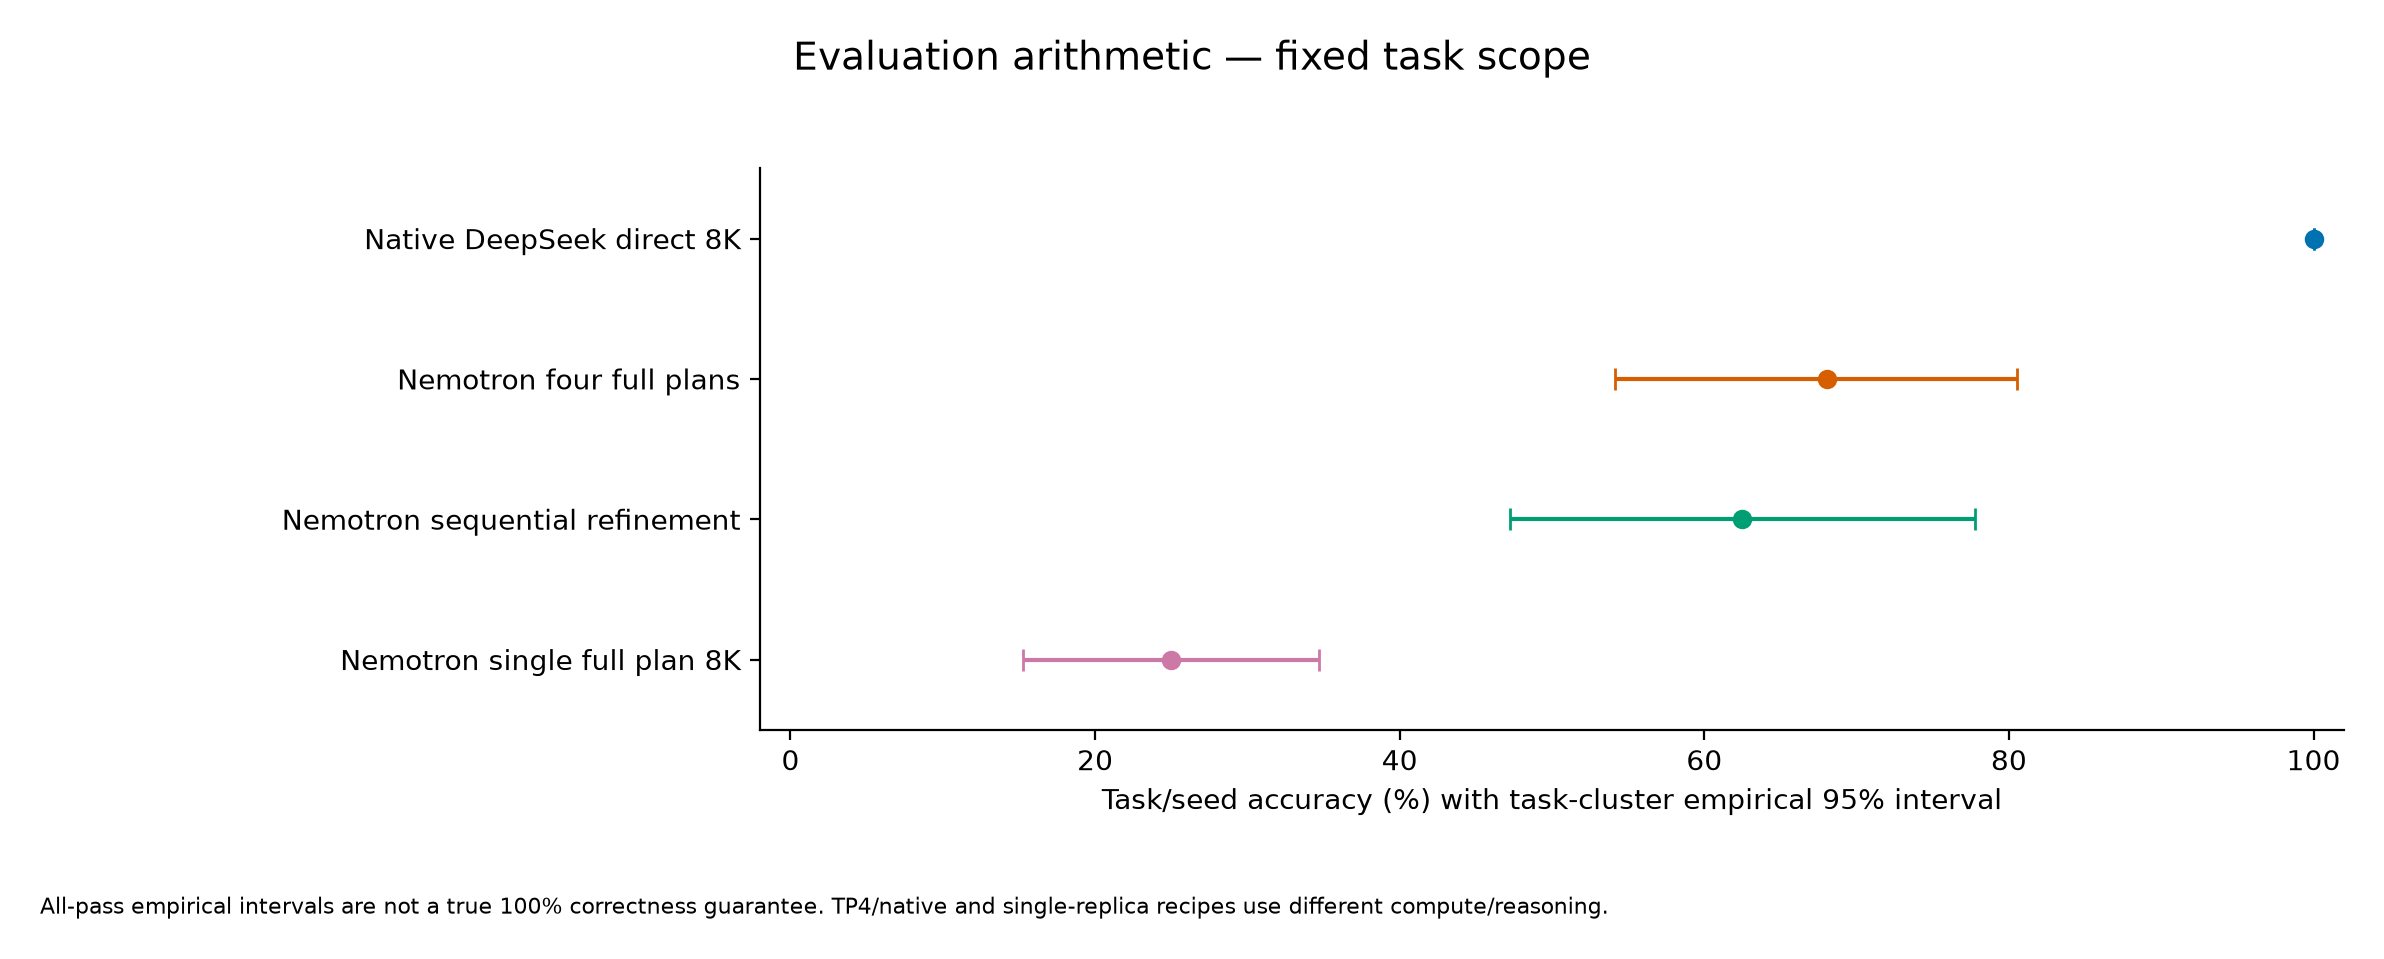 Evaluation arithmetic — fixed task scope
Native DeepSeek direct 8K
Nemotron four full plans
Nemotron sequential refinement
Nemotron single full plan 8K
0 20 40 60 80 100
Task/seed accuracy (%) with task-cluster empirical 95% interval
All-pass empirical intervals are not a true 100% correctness guarantee. TP4/native and single-replica recipes use different compute/reasoning.